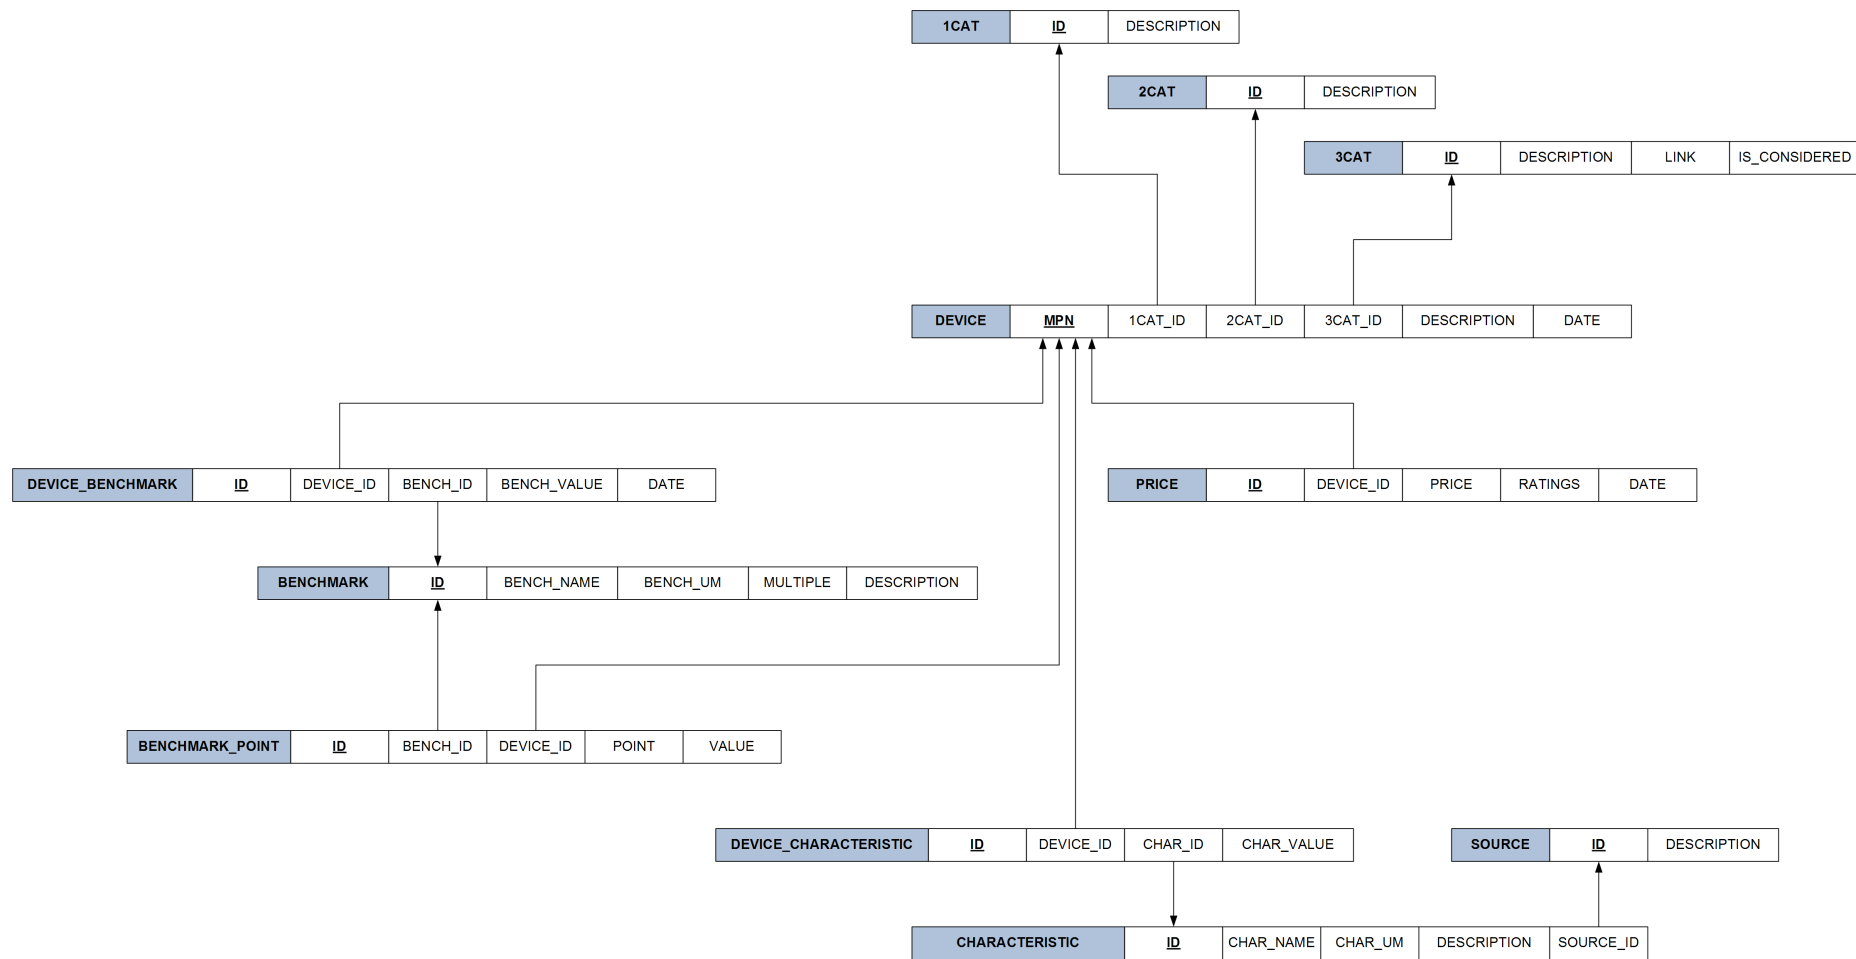 1CAT ID DESCRIPTION
2CAT ID DESCRIPTION
3CAT ID DESCRIPTION LINK IS_CONSIDERED
DEVICE MPN 1CAT_ID 2CAT_ID 3CAT_ID DESCRIPTION DATE
DEVICE_BENCHMARK ID DEVICE_ID BENCH_ID BENCH_VALUE DATE
PRICE ID DEVICE_ID PRICE RATINGS DATE
BENCHMARK ID BENCH_NAME BENCH_UM MULTIPLE DESCRIPTION
BENCHMARK_POINT ID BENCH_ID DEVICE_ID POINT VALUE
DEVICE_CHARACTERISTIC ID DEVICE_ID CHAR_ID CHAR_VALUE
SOURCE ID DESCRIPTION
CHARACTERISTIC ID CHAR_NAME CHAR_UM DESCRIPTION SOURCE_ID